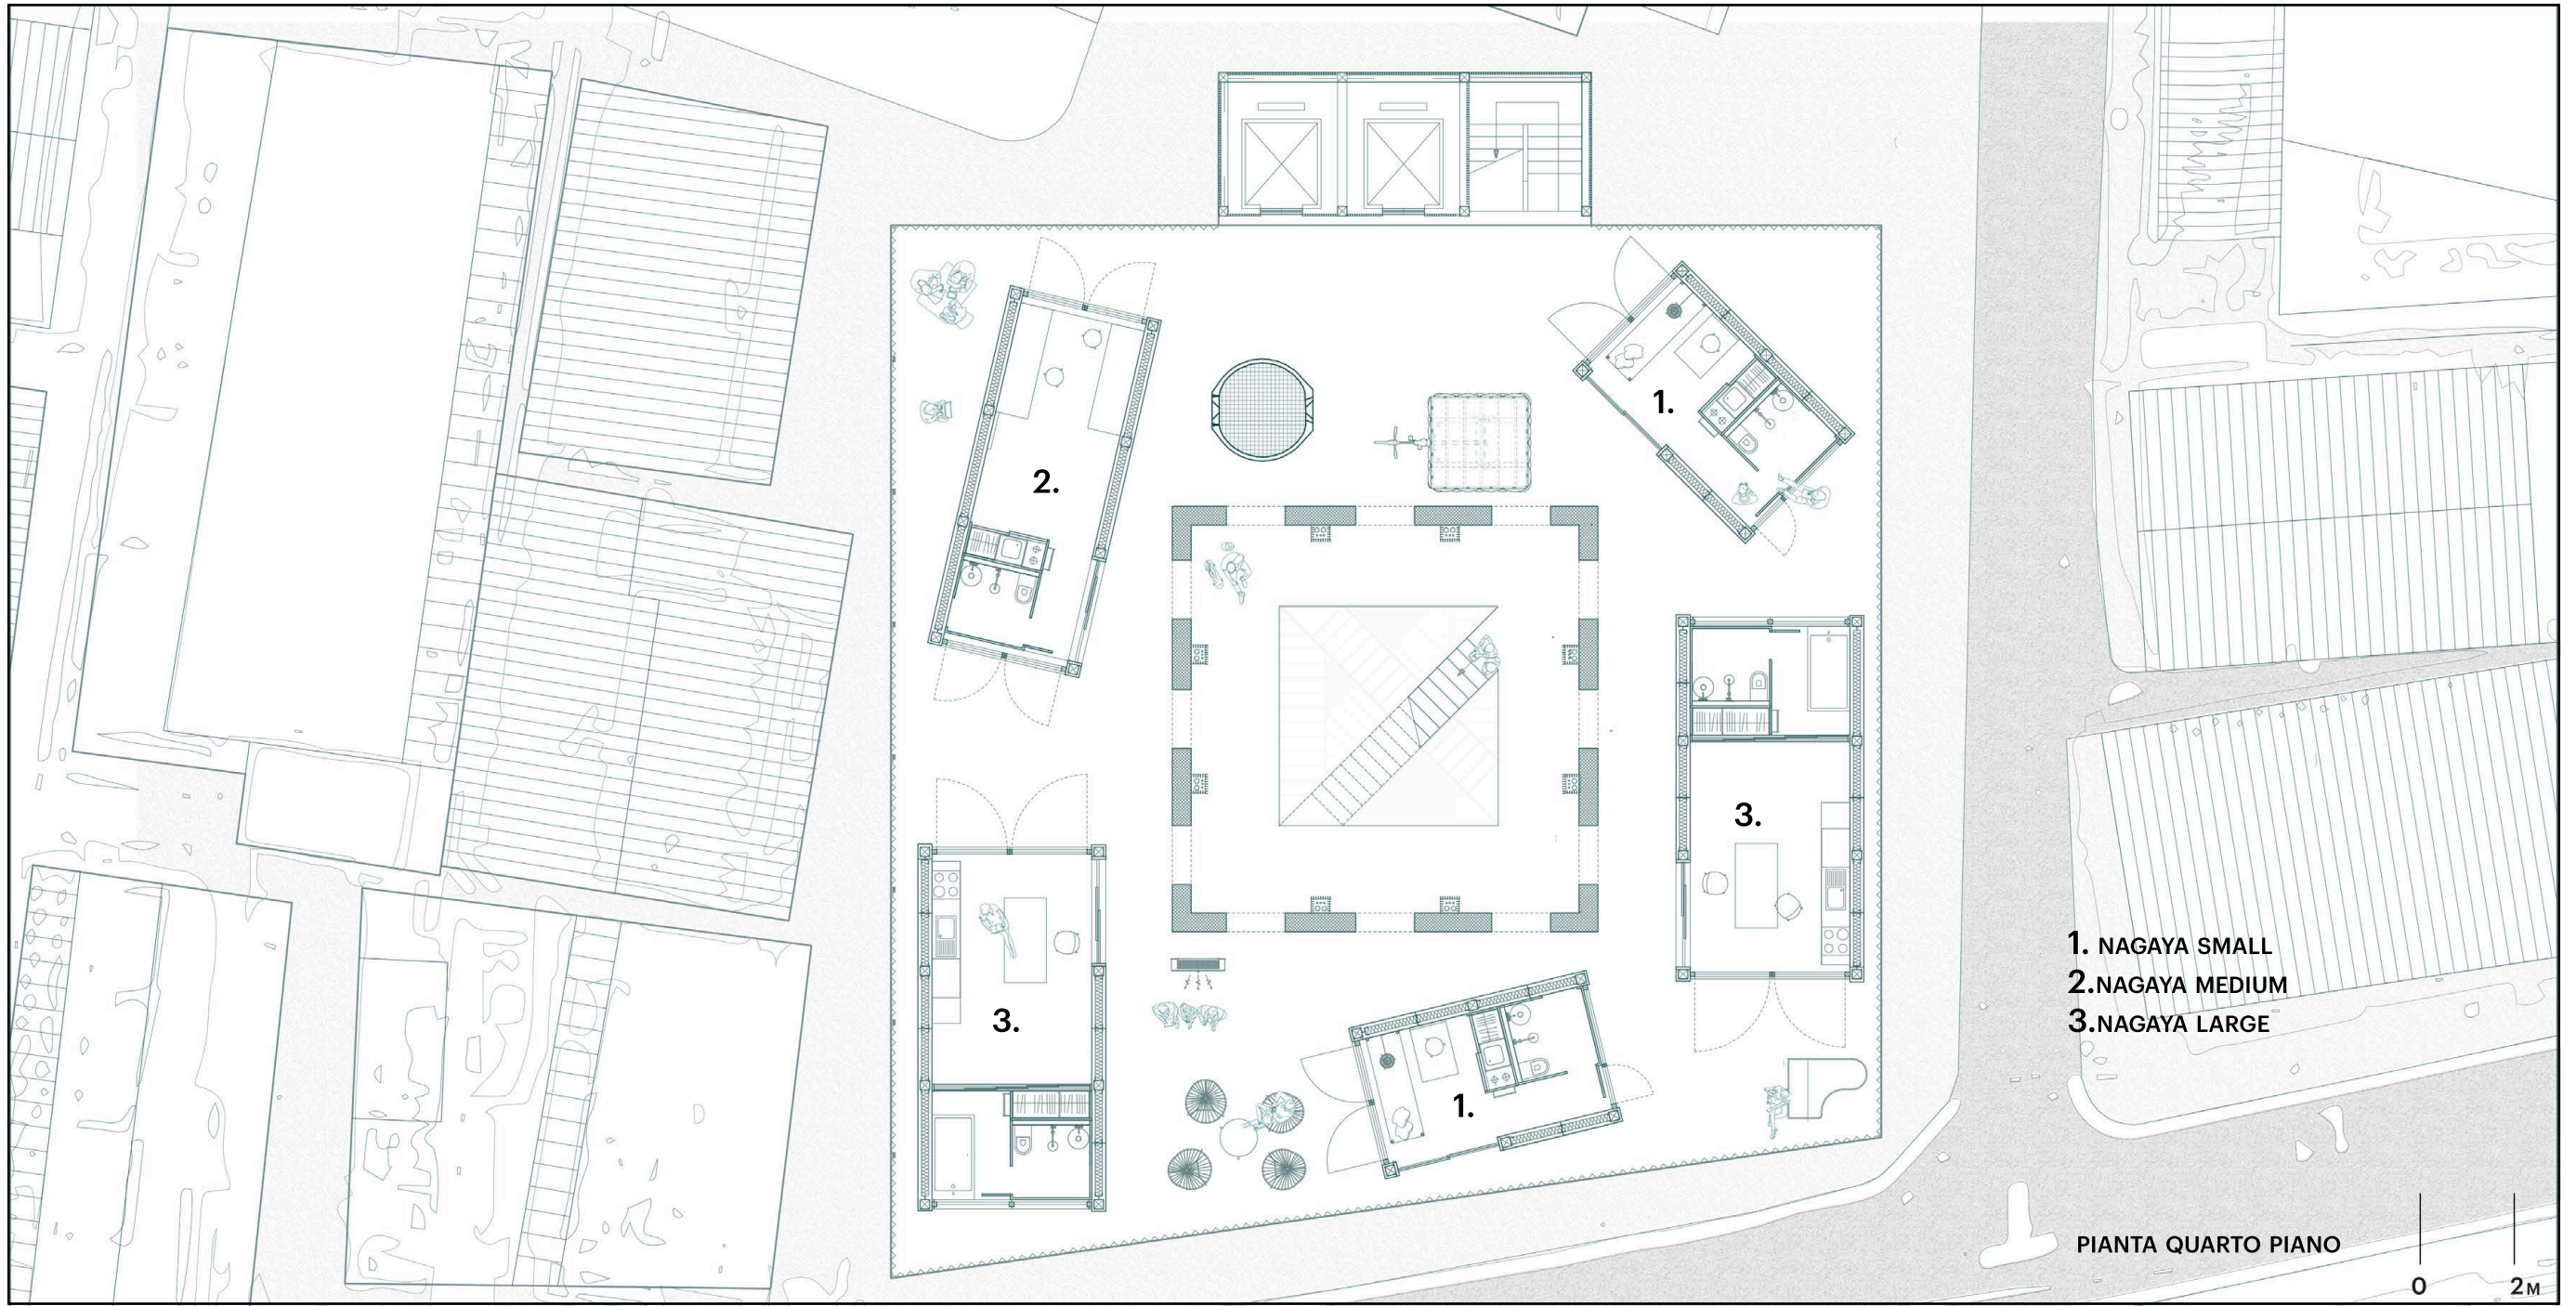 2.
1.
3.
3.
1.
1. NAGAYA SMALL
2.NAGAYA MEDIUM
3.NAGAYA LARGE
PIANTA QUARTO PIANO
0 2M